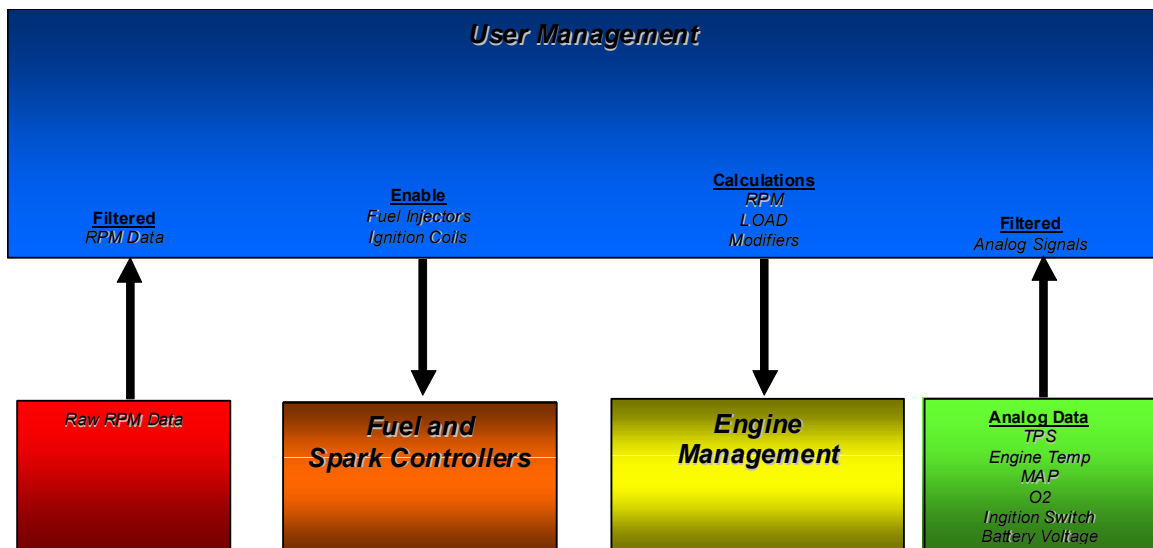 User Management
Filtered
RPM Data
Enable
Fuel Injectors
Ignition Coils
Calculations
RPM
LOAD
Modifiers
Filtered
Analog Signals
Raw RPM Data
Fuel and
Spark Controllers
Engine
Management
Analog Data
TPS
Engine Temp
MAP
O2
Ingition Switch
Battery Voltage